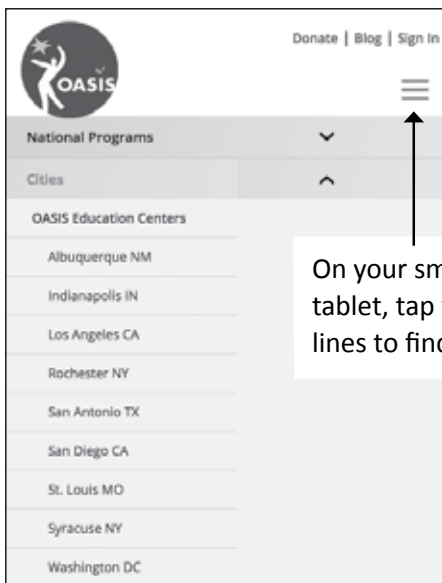 OASIS
Donate | Blog | Sign In
National Programs
Cities
OASIS Education Centers
Albuquerque NM
Indianapolis IN
Los Angeles CA
Rochester NY
San Antonio TX
San Diego CA
St. Louis MO
Syracuse NY
Washington DC
On your
tablet, tap
lines to